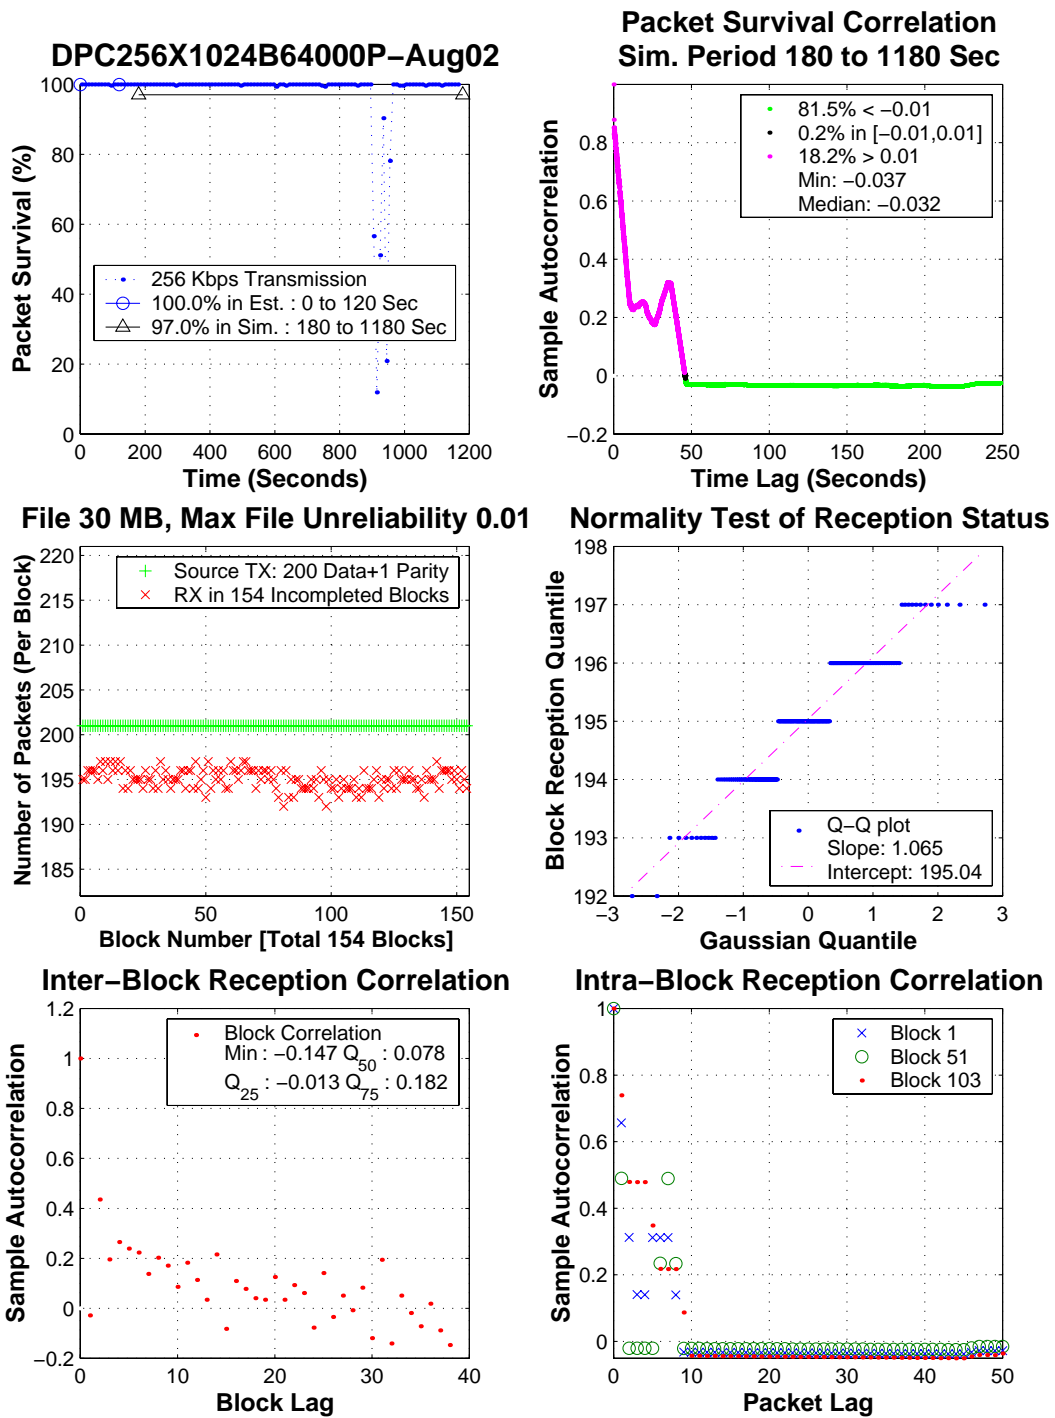 DPC256X1024B64000P−Aug02
100
80
60
40
20
0
Packet Survival (%)
256 Kbps Transmission
100.0% in Est. : 0 to 120 Sec
97.0% in Sim. : 180 to 1180 Sec
0 200 400 600 800 1000 1200
Time (Seconds)
Packet Survival Correlation
Sim. Period 180 to 1180 Sec
0.8
0.6
0.4
0.2
0
−0.2
Sample Autocorrelation
81.5% < −0.01
0.2% in [−0.01,0.01]
18.2% > 0.01
Min: −0.037
Median: −0.032
0 50 100 150 200 250
Time Lag (Seconds)
File 30 MB, Max File Unreliability 0.01
220
215
210
205
200
195
190
185
Number of Packets (Per Block)
Source TX: 200 Data+1 Parity
RX in 154 Incompleted Blocks
0 50 100 150
Block Number [Total 154 Blocks]
Normality Test of Reception Status
198
197
196
195
194
193
192
Block Reception Quantile
Q−Q plot
Slope: 1.065
Intercept: 195.04
−3 −2 −1 0 1 2 3
Gaussian Quantile
Inter−Block Reception Correlation
1.2
1
0.8
0.6
0.4
0.2
0
−0.2
Sample Autocorrelation
Block Correlation
Min : −0.147 Q50 : 0.078
Q25 : −0.013 Q75 : 0.182
0 10 20 30 40
Block Lag
Intra−Block Reception Correlation
1
0.8
0.6
0.4
0.2
0
Sample Autocorrelation
Block 1
Block 51
Block 103
0 10 20 30 40 50
Packet Lag